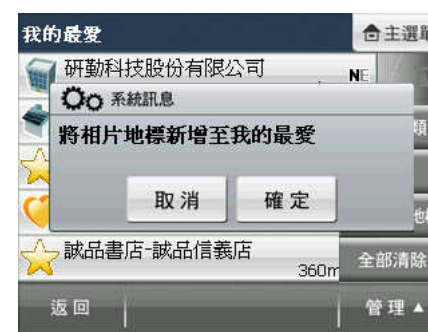 我的最愛
主選單
研勤科技股份有限公司
NE
系統訊息
將相片地標新增至我的最愛
取消
確定
誠品書店-誠品信義店
360m
全部清除
返回
管理▲